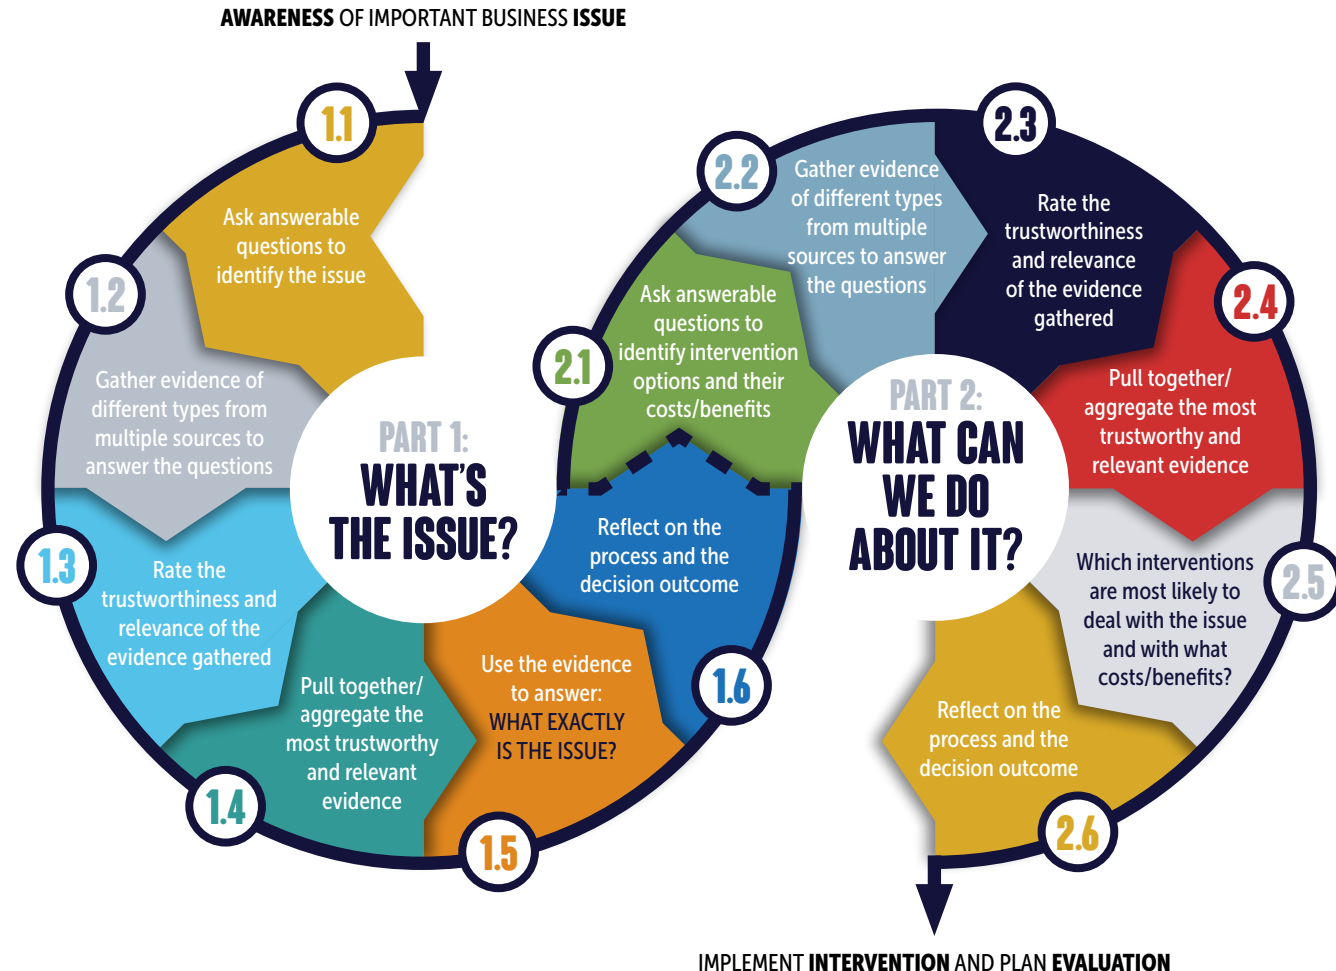 AWARENESS OF IMPORTANT BUSINESS ISSUE
1.1
Ask answerable
questions to
identify the issue
1.2
Gather evidence of
different types from
multiple sources to
answer the questions
1.3
Rate the
trustworthiness and
relevance of the
evidence gathered
1.4
Pull together/
aggregate the
most trustworthy
and relevant
evidence
1.5
Use the evidence
to answer:
WHAT EXACTLY
IS THE ISSUE?
1.6
Reflect on the
process and the
decision outcome
PART 1:
WHAT'S
THE ISSUE?
2.1
Ask answerable
questions to
identify intervention
options and their
costs/benefits
2.2
Gather evidence
of different types
from multiple
sources to answer
the questions
2.3
Rate the
trustworthiness
and relevance
of the evidence
gathered
2.4
Pull together/
aggregate the most
trustworthy and
relevant evidence
2.5
Which interventions
are most likely to
deal with the issue
and with what
costs/benefits?
2.6
Reflect on the
process and the
decision outcome
PART 2:
WHAT CAN
WE DO
ABOUT IT?
IMPLEMENT INTERVENTION AND PLAN EVALUATION